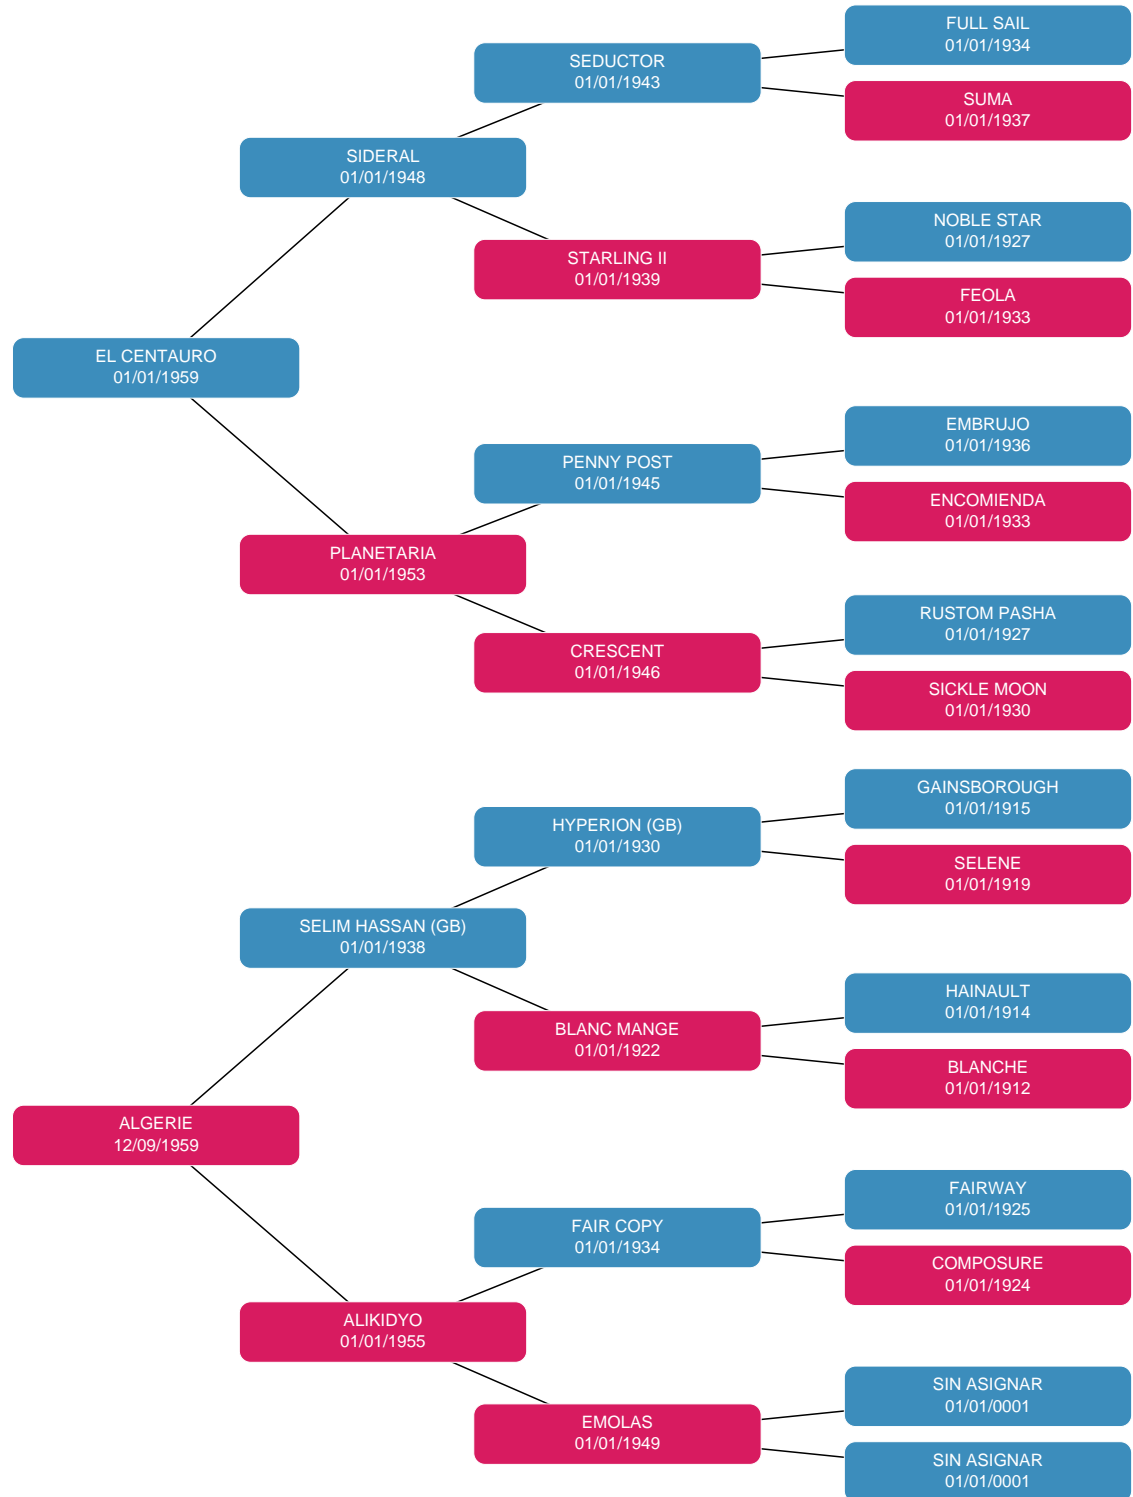 FULL SAIL
01/01/1934
SEDUCTOR
01/01/1943
SUMA
01/01/1937
SIDERAL
01/01/1948
NOBLE STAR
01/01/1927
STARLING II
01/01/1939
FEOLA
01/01/1933
EL CENTAURO
01/01/1959
EMBRUJO
01/01/1936
PENNY POST
01/01/1945
ENCOMIENDA
01/01/1933
PLANETARIA
01/01/1953
RUSTOM PASHA
01/01/1927
CRESCENT
01/01/1946
SICKLE MOON
01/01/1930
GAINSBOROUGH
01/01/1915
HYPERION (GB)
01/01/1930
SELENE
01/01/1919
SELIM HASSAN (GB)
01/01/1938
HAINAULT
01/01/1914
BLANC MANGE
01/01/1922
BLANCHE
01/01/1912
ALGERIE
12/09/1959
FAIRWAY
01/01/1925
FAIR COPY
01/01/1934
COMPOSURE
01/01/1924
ALIKIDYO
01/01/1955
SIN ASIGNAR
01/01/0001
EMOLAS
01/01/1949
SIN ASIGNAR
01/01/0001